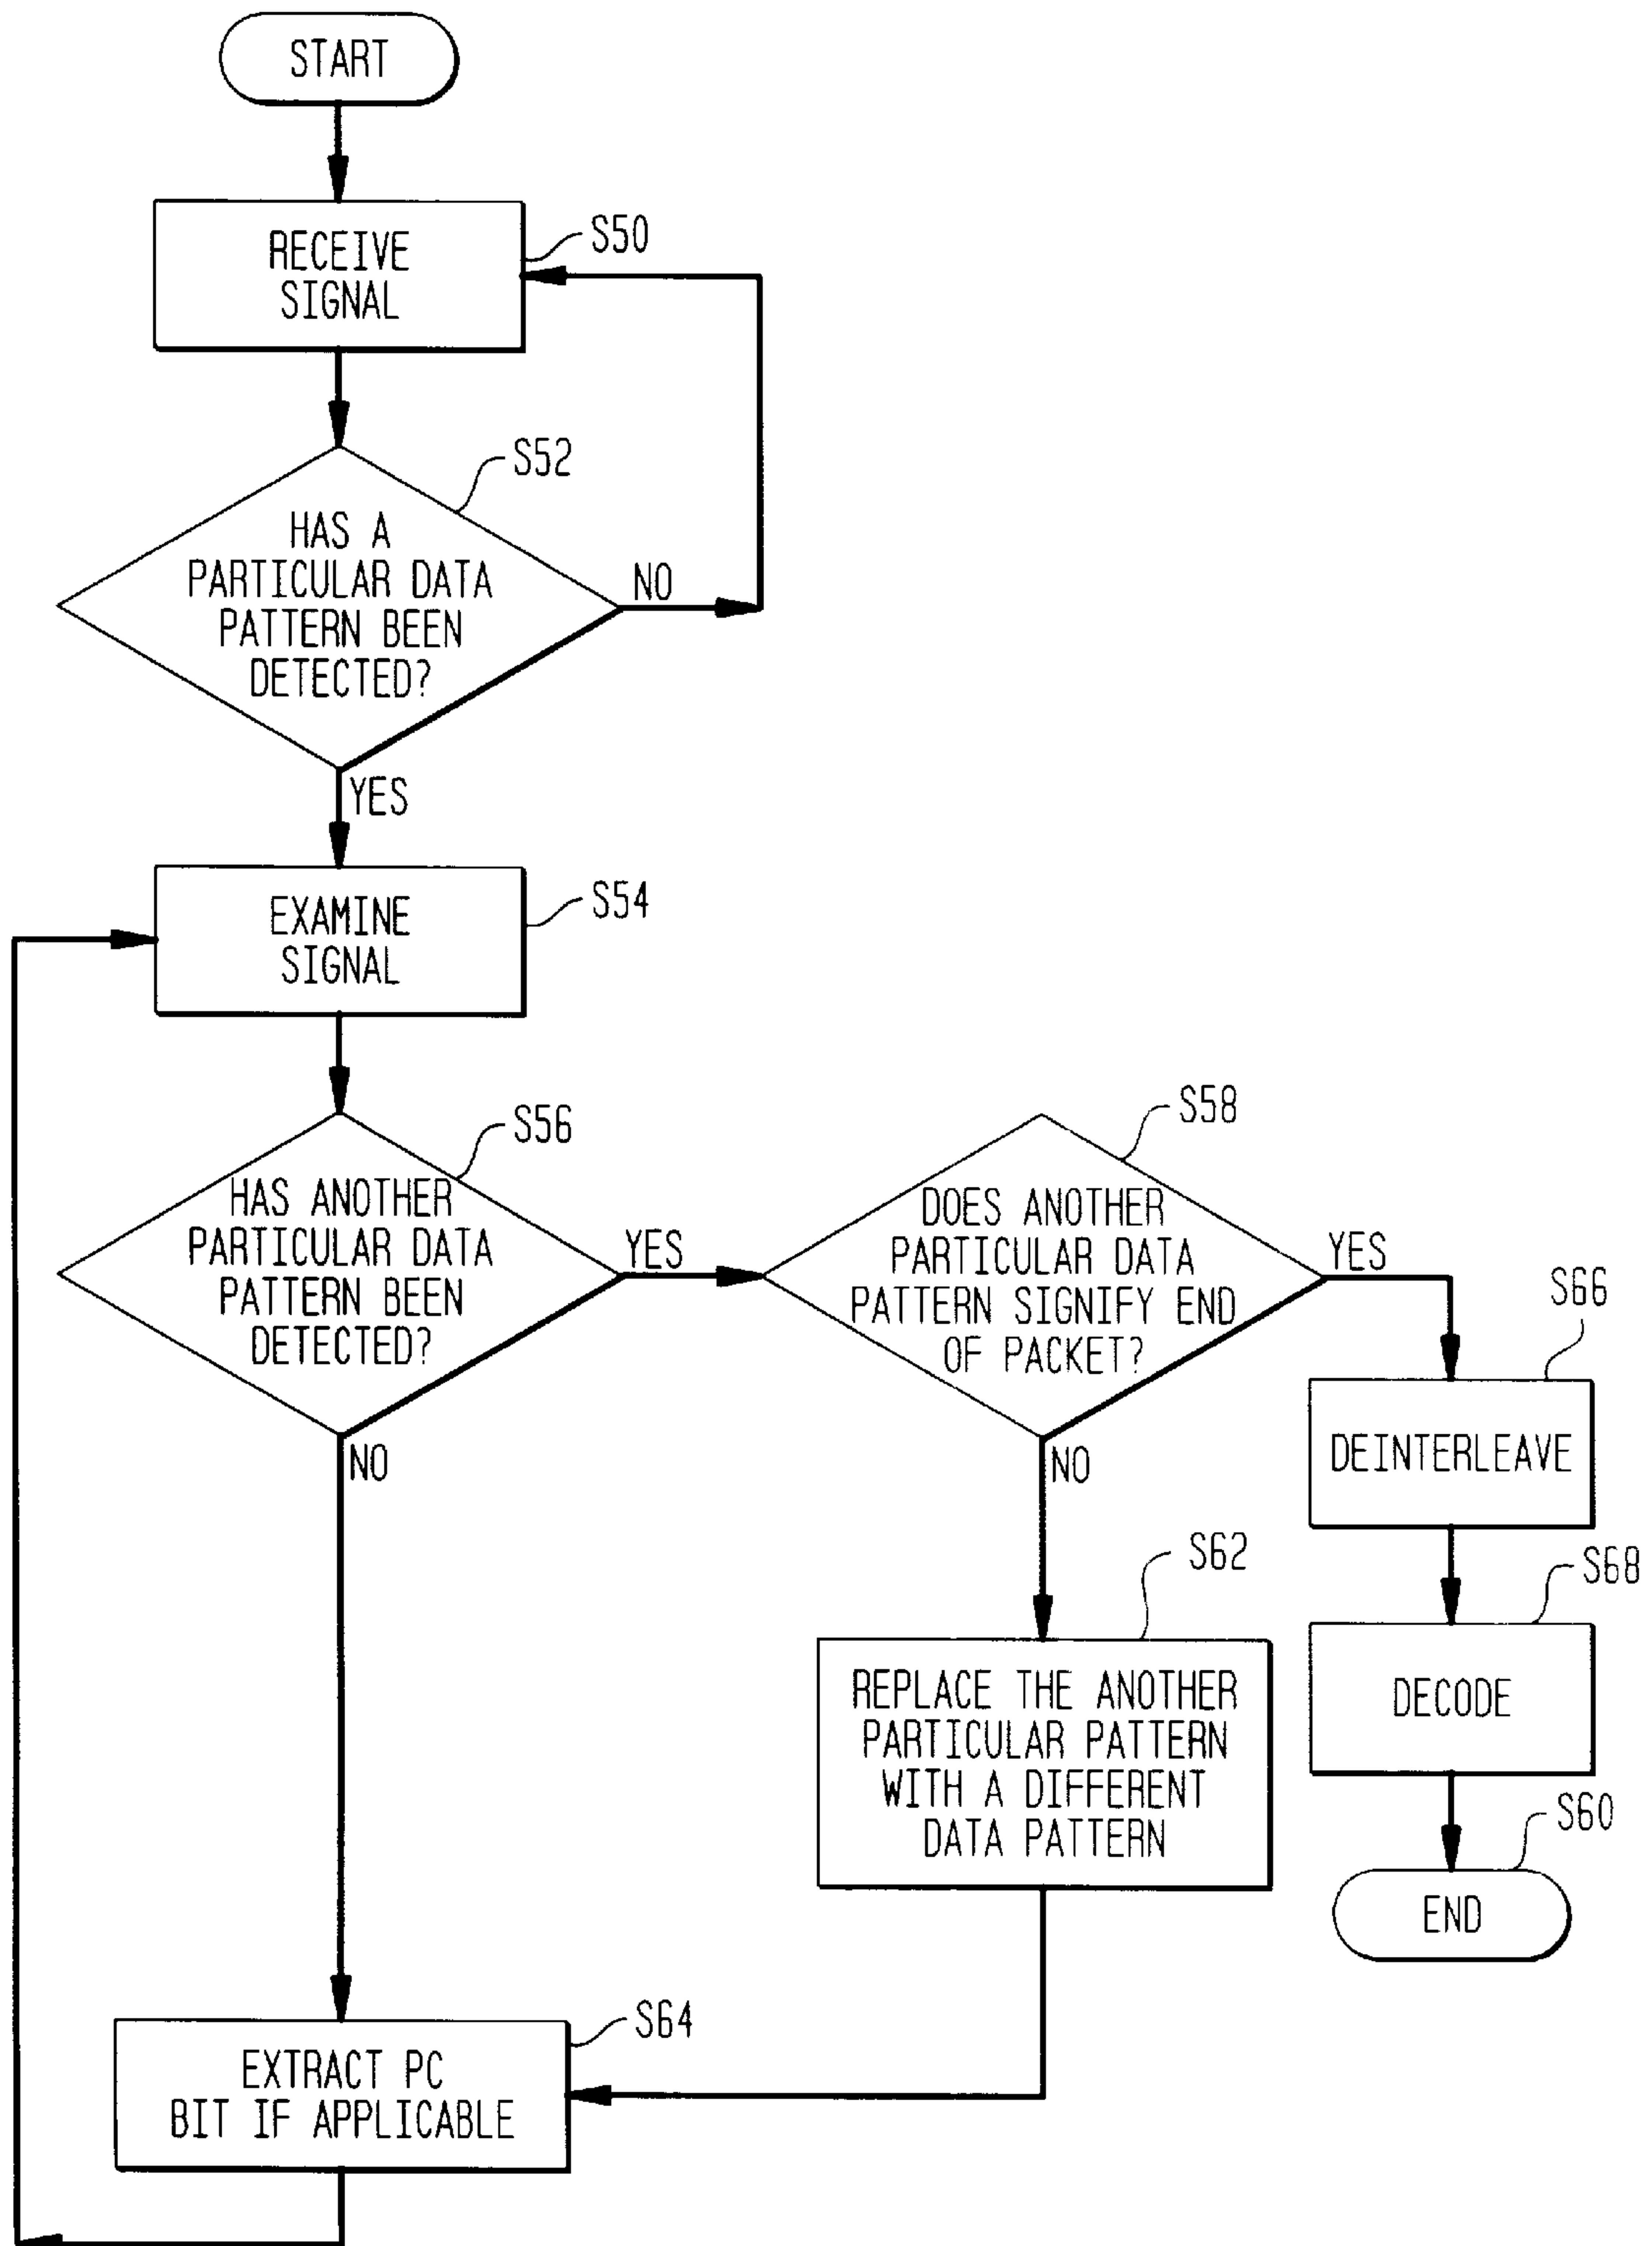 START
RECEIVE
SIGNAL
S50
HAS A
PARTICULAR DATA
PATTERN BEEN
DETECTED?
S52
NO
YES
EXAMINE
SIGNAL
S54
HAS ANOTHER
PARTICULAR DATA
PATTERN BEEN
DETECTED?
S56
YES
NO
DOES ANOTHER
PARTICULAR DATA
PATTERN SIGNIFY END
OF PACKET?
S58
YES
NO
S66
DEINTERLEAVE
S62
REPLACE THE ANOTHER
PARTICULAR PATTERN
WITH A DIFFERENT
DATA PATTERN
S68
DECODE
S60
END
S64
EXTRACT PC
BIT IF APPLICABLE